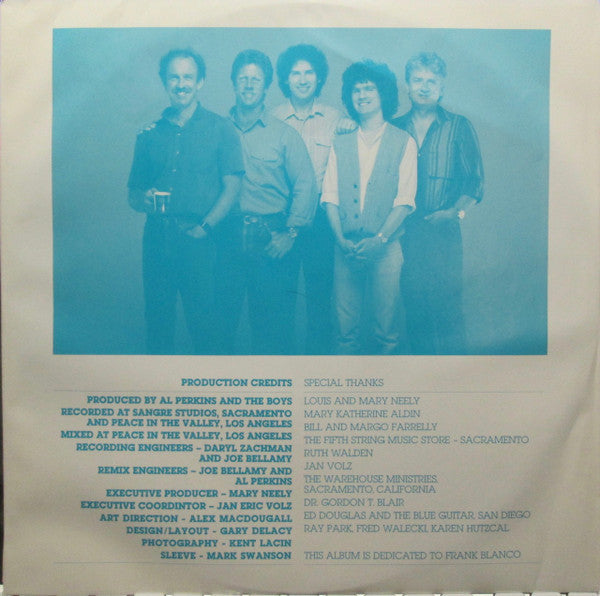 PRODUCTION CREDITS
PRODUCED BY AL PERKINS AND THE BOYS
RECORDED AT SANGRE STUDIOS, SACRAMENTO
AND PEACE IN THE VALLEY, LOS ANGELES
MIXED AT PEACE IN THE VALLEY, LOS ANGELES
RECORDING ENGINEERS – DARYL ZACHMAN
AND JOE BELLAMY
REMIX ENGINEERS – JOE BELLAMY AND
AL PERKINS
EXECUTIVE PRODUCER – MARY NEELY
EXECUTIVE COORDINTOR – JAN ERIC VOLZ
ART DIRECTION - ALEX MACDOUGALL
DESIGN/LAYOUT - GARY DELACY
PHOTOGRAPHY - KENT LACIN
SLEEVE - MARK SWANSON
SPECIAL THANKS
LOUIS AND MARY NEELY
MARY KATHERINE ALDIN
BILL AND MARGO FARRELLY
THE FIFTH STRING MUSIC STORE – SACRAMENTO
RUTH WALDEN
JAN VOLZ
THE WAREHOUSE MINISTRIES,
SACRAMENTO, CALIFORNIA
DR. GORDON T. BLAIR
ED DOUGLAS AND THE BLUE GUITAR, SAN DIEGO
RAY PARK, FRED WALECKI, KAREN HUTZCAL
THIS ALBUM IS DEDICATED TO FRANK BLANCO